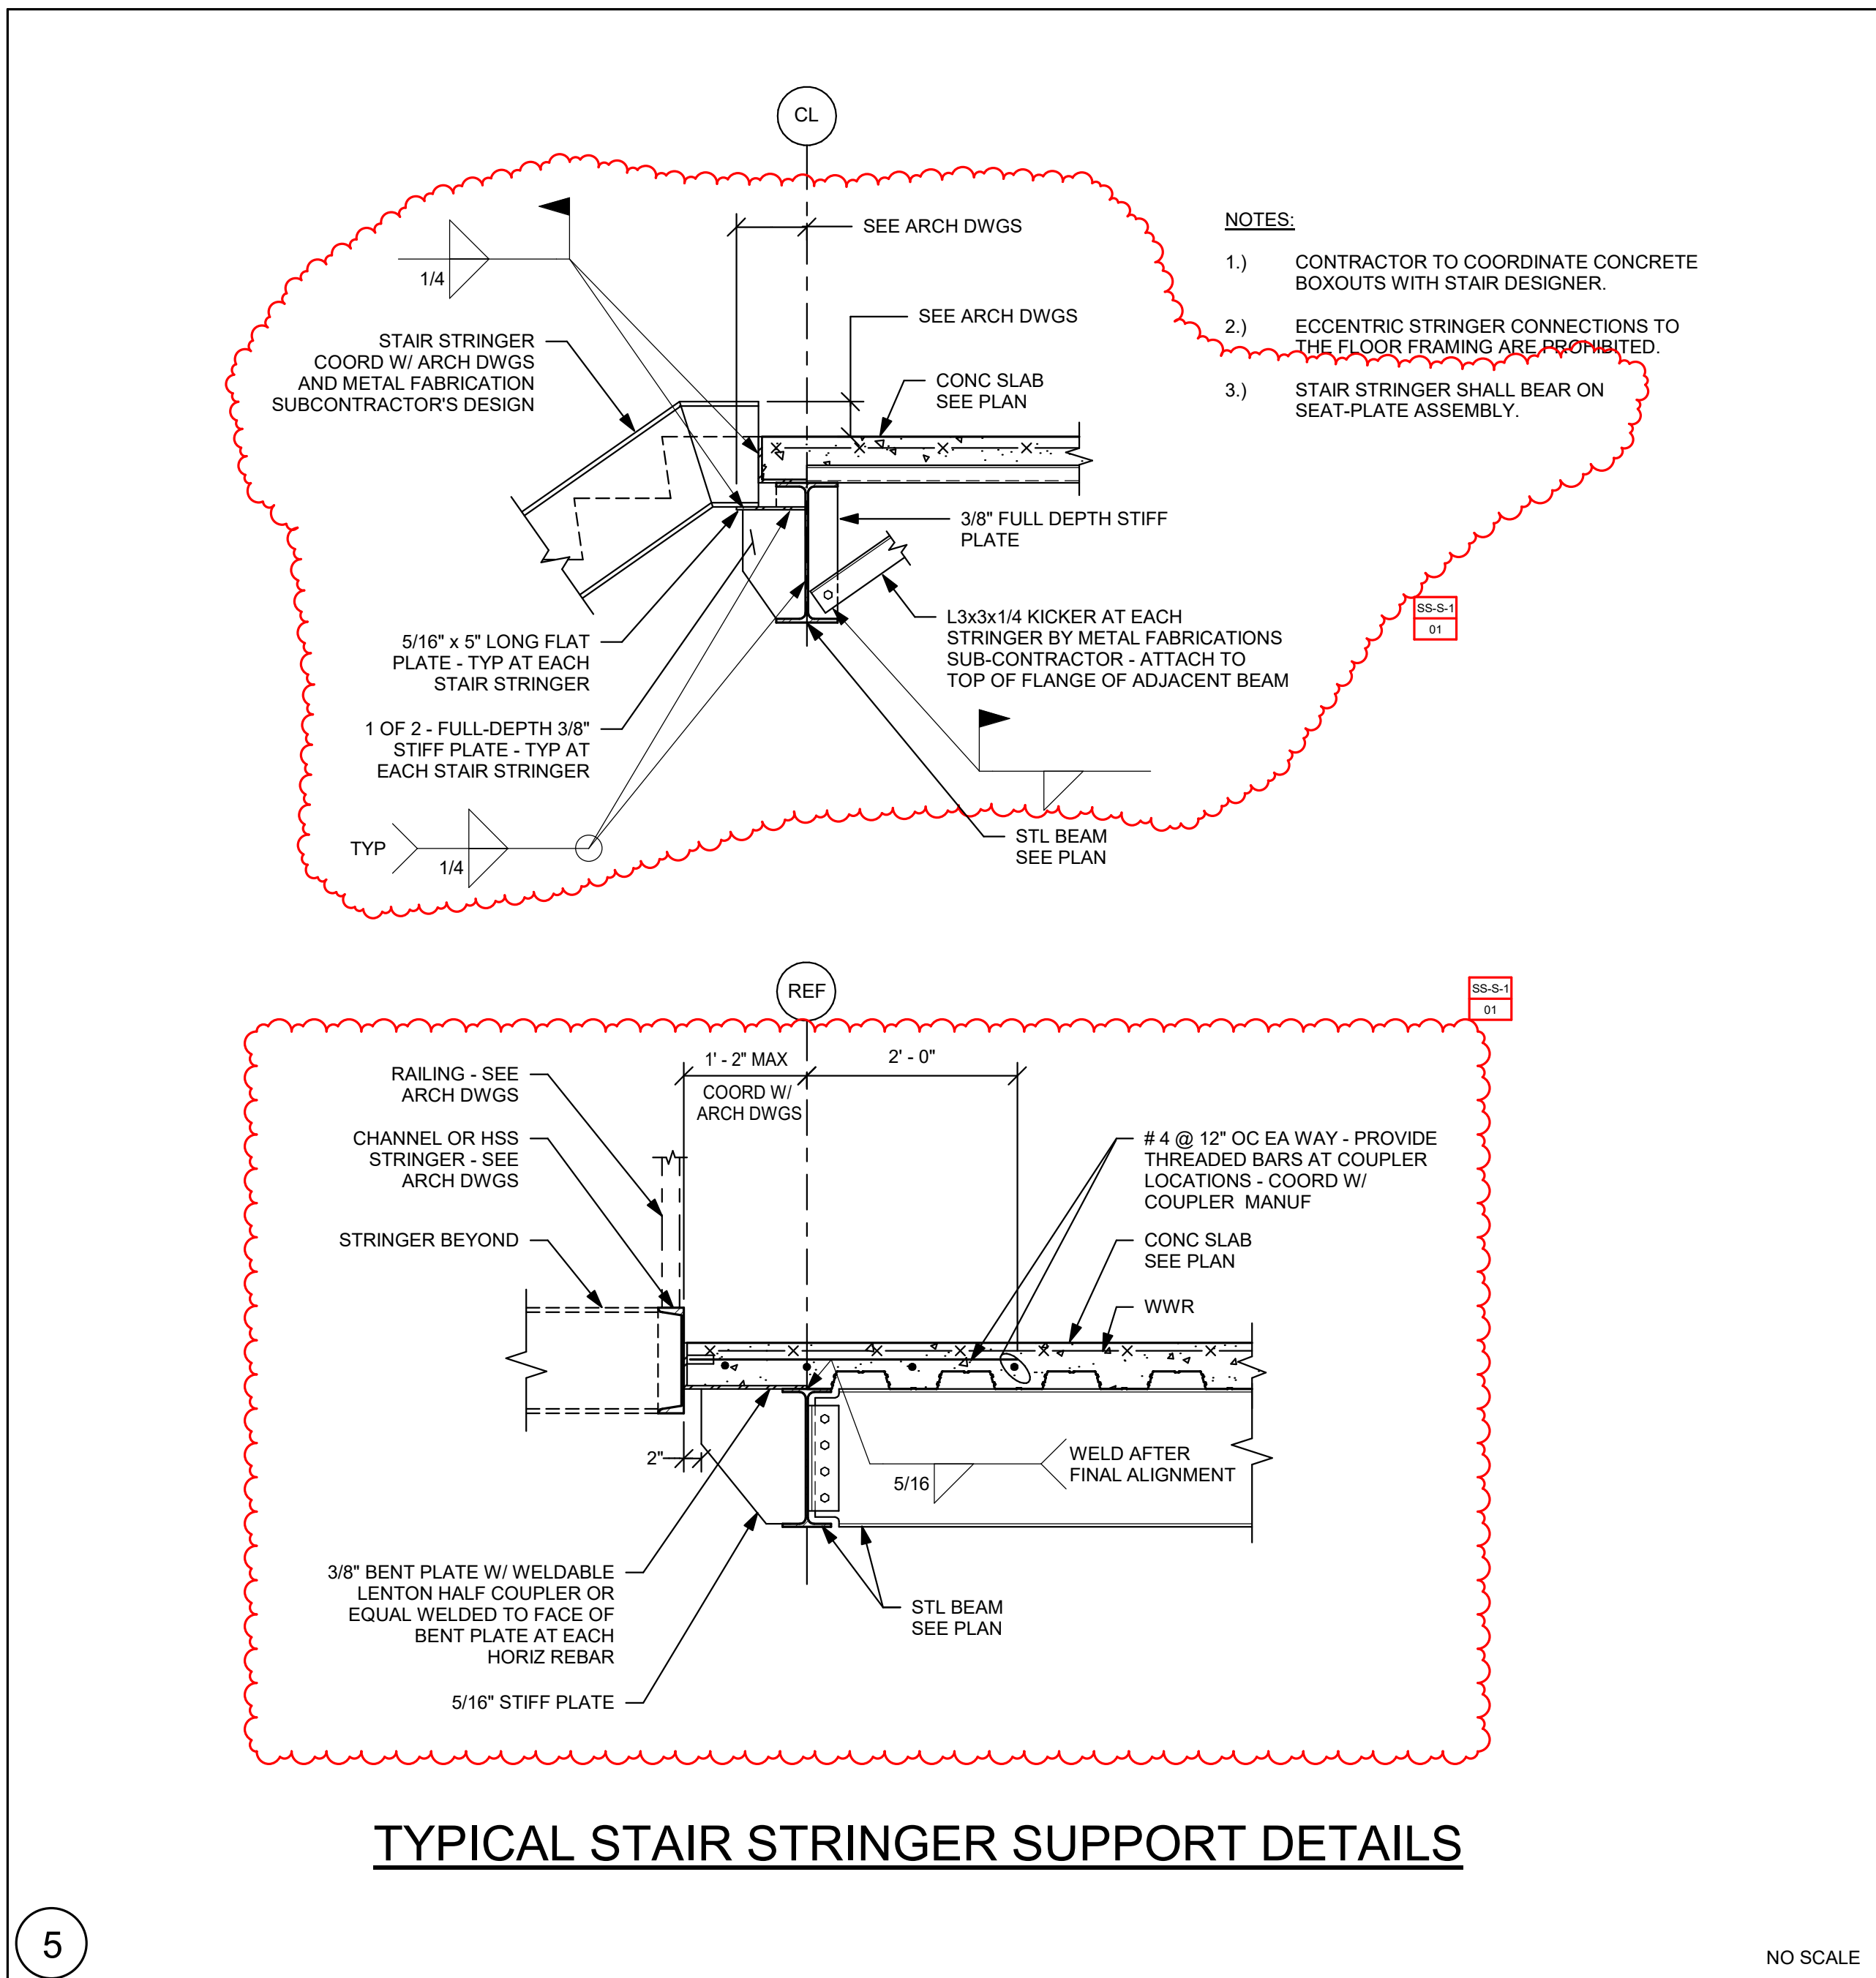 CL
SEE ARCH DWGS
NOTES:
1.) CONTRACTOR TO COORDINATE CONCRETE
BOXOUTS WITH STAIR DESIGNER.
2.) ECCENTRIC STRINGER CONNECTIONS TO
THE FLOOR FRAMING ARE PROHIBITED.
3.) STAIR STRINGER SHALL BEAR ON
SEAT-PLATE ASSEMBLY.
1/4
SEE ARCH DWGS
STAIR STRINGER
COORD W/ ARCH DWGS
AND METAL FABRICATION
SUBCONTRACTOR'S DESIGN
CONC SLAB
SEE PLAN
3/8" FULL DEPTH STIFF
PLATE
L3x3x1/4 KICKER AT EACH
STRINGER BY METAL FABRICATIONS
SUB-CONTRACTOR - ATTACH TO
TOP OF FLANGE OF ADJACENT BEAM
SS-S-1
01
5/16" x 5" LONG FLAT
PLATE - TYP AT EACH
STAIR STRINGER
1 OF 2 - FULL-DEPTH 3/8"
STIFF PLATE - TYP AT
EACH STAIR STRINGER
TYP
1/4
STL BEAM
SEE PLAN
REF
SS-S-1
01
1' - 2" MAX
COORD W/
ARCH DWGS
2' - 0"
RAILING - SEE
ARCH DWGS
CHANNEL OR HSS
STRINGER - SEE
ARCH DWGS
STRINGER BEYOND
# 4 @ 12" OC EA WAY - PROVIDE
THREADED BARS AT COUPLER
LOCATIONS - COORD W/
COUPLER MANUF
CONC SLAB
SEE PLAN
WWR
2"
5/16
WELD AFTER
FINAL ALIGNMENT
3/8" BENT PLATE W/ WELDABLE
LENTON HALF COUPLER OR
EQUAL WELDED TO FACE OF
BENT PLATE AT EACH
HORIZ REBAR
STL BEAM
SEE PLAN
5/16" STIFF PLATE
TYPICAL STAIR STRINGER SUPPORT DETAILS
5
NO SCALE